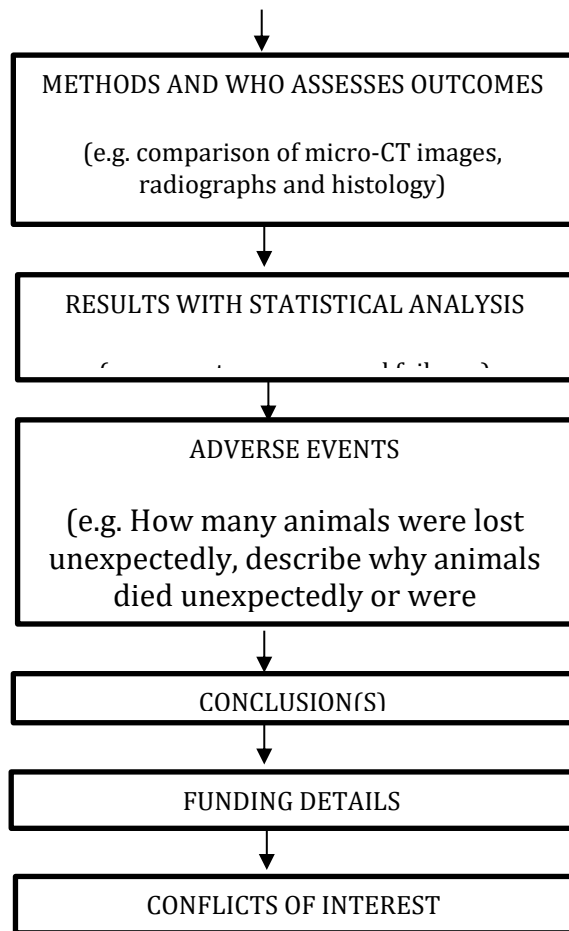 METHODS AND WHO ASSESSES OUTCOMES
(e.g. comparison of micro-CT images,
radiographs and histology)
RESULTS WITH STATISTICAL ANALYSIS
ADVERSE EVENTS
(e.g. How many animals were lost
unexpectedly, describe why animals
died unexpectedly or were
CONCLUSION(S)
FUNDING DETAILS
CONFLICTS OF INTEREST